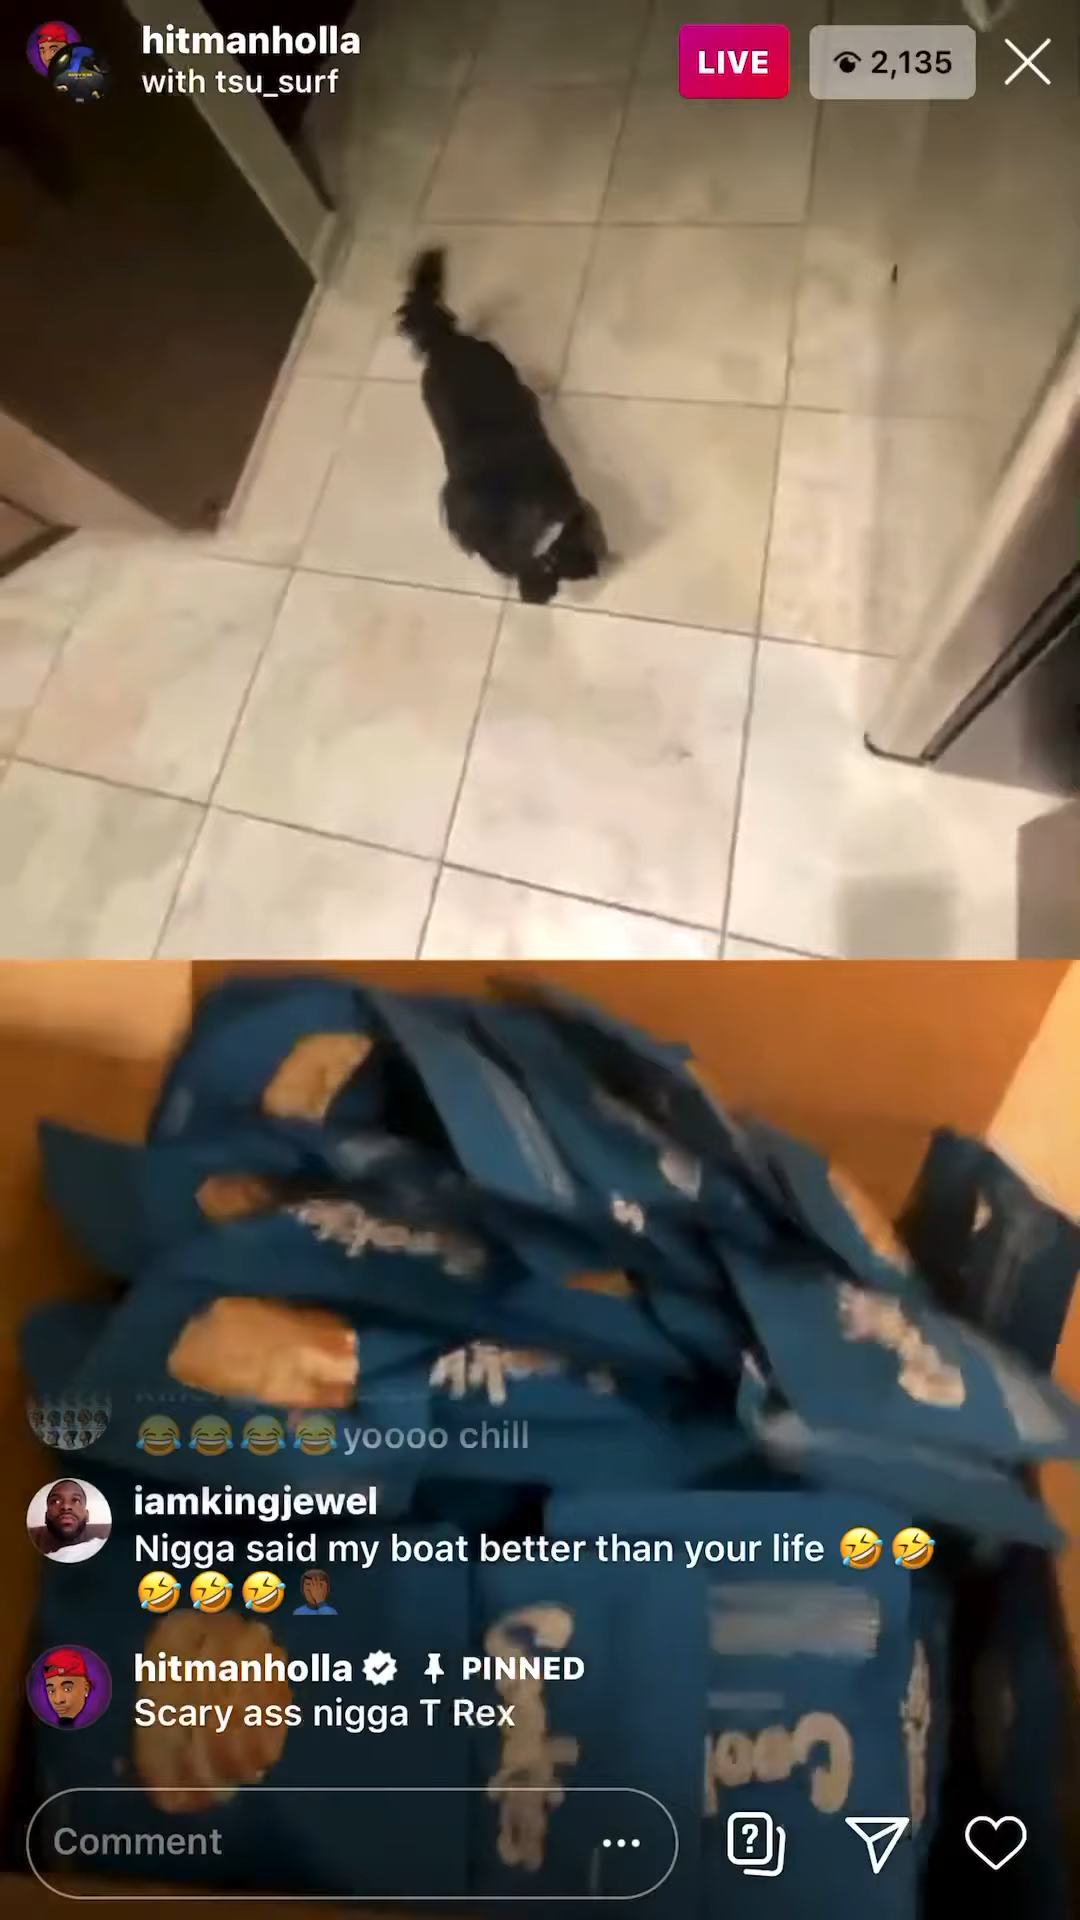 hitmanholla
with tsu_surf
LIVE
2,135
😂😂😂😂yoooo chill
iamkingjewel
Nigga said my boat better than your life 🤣🤣
🤣🤣🤣🤦🏾‍♂️
hitmanholla PINNED
Scary ass nigga T Rex
Cool
Comment